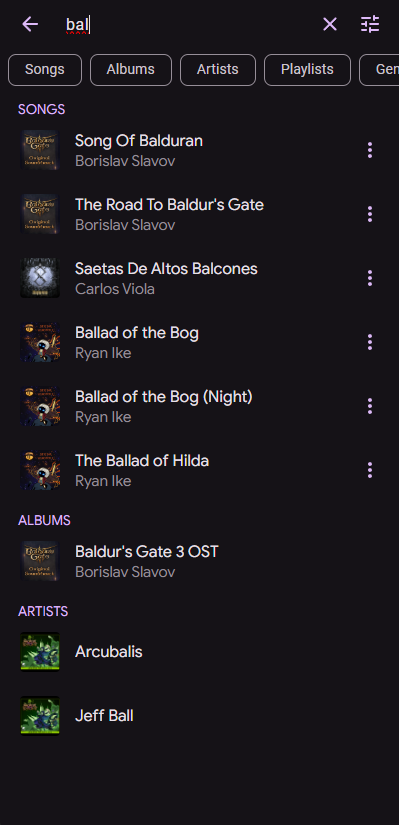 bal
Songs
Albums
Artists
Playlists
Gen
SONGS
Song Of Balduran
Borislav Slavov
The Road To Baldur's Gate
Borislav Slavov
Saetas De Altos Balcones
Carlos Viola
Ballad of the Bog
Ryan Ike
Ballad of the Bog (Night)
Ryan Ike
The Ballad of Hilda
Ryan Ike
ALBUMS
Baldur's Gate 3 OST
Borislav Slavov
ARTISTS
Arcubalis
Jeff Ball